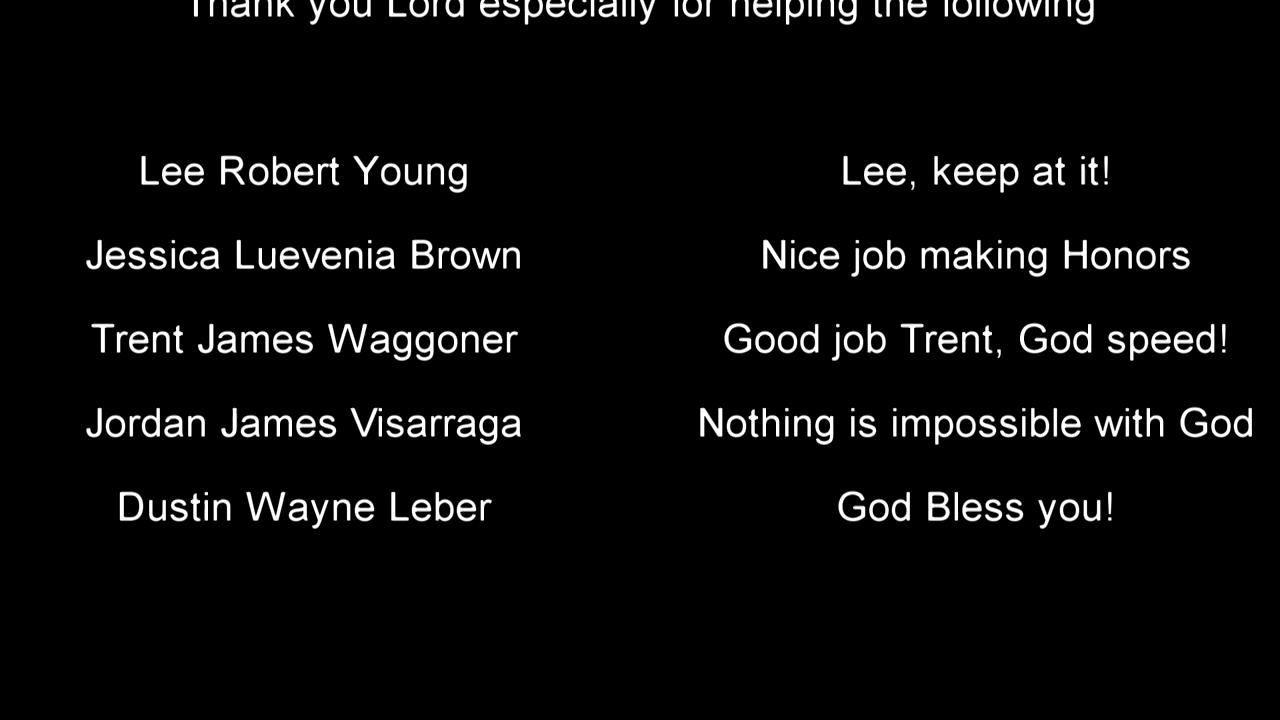 Thank you Lord especially for helping the following
Lee Robert Young Lee, keep at it!
Jessica Luevenia Brown Nice job making Honors
Trent James Waggoner Good job Trent, God speed!
Jordan James Visarraga Nothing is impossible with God
Dustin Wayne Leber God Bless you!